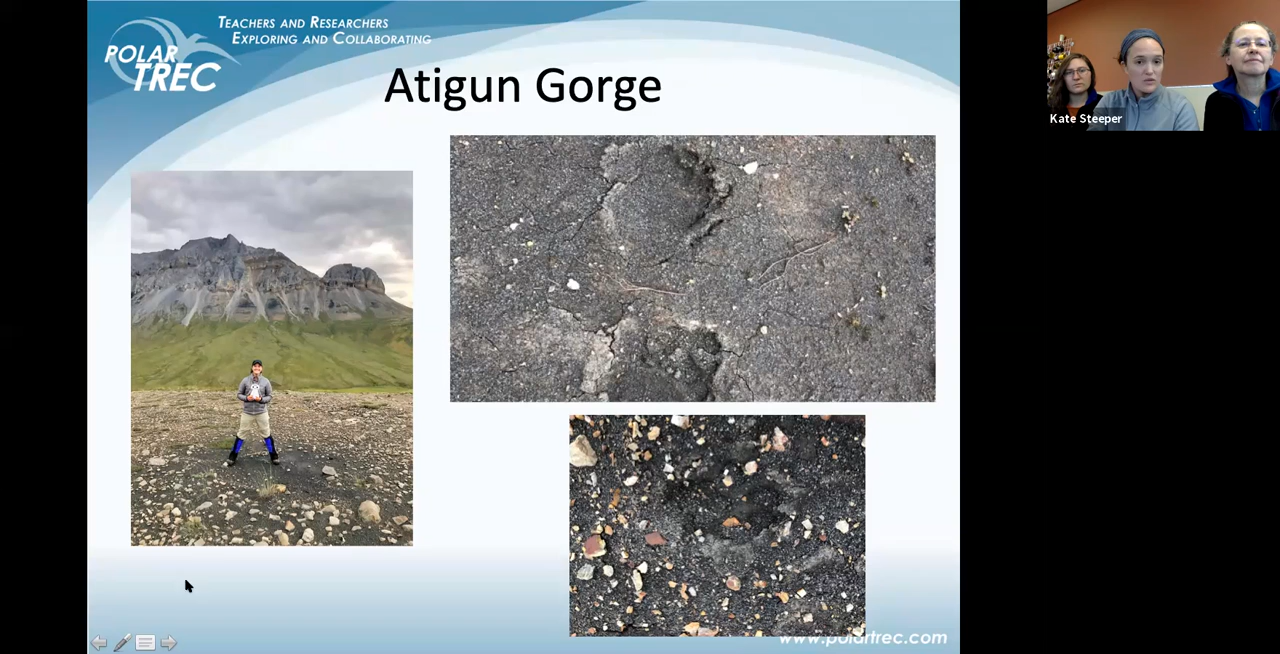 TEACHERS AND RESEARCHERS
EXPLORING AND COLLABORATING
POLAR
TREC
Atigun Gorge
Kate Steeper
www.polartrec.com